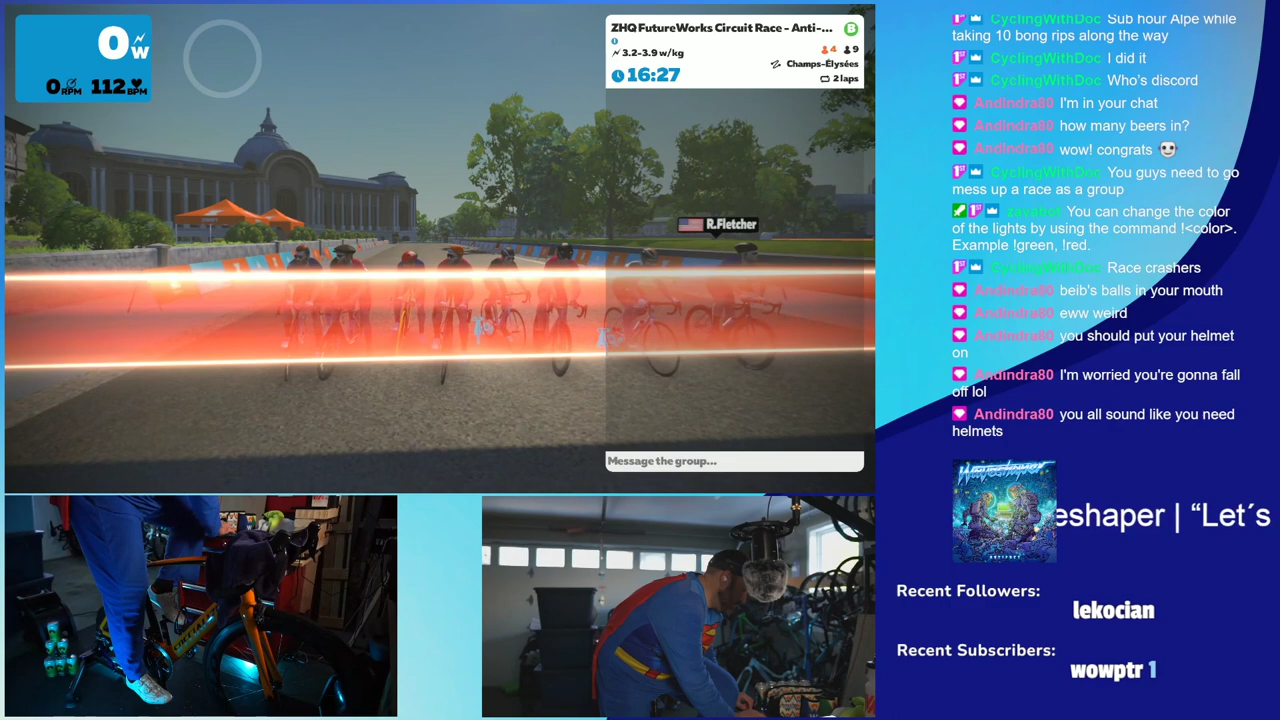 0w
0RPM 112BPM
ZHQ FutureWorks Circuit Race - Anti-...
B
3.2-3.9 w/kg
4 9
Champs-Élysées
16:27
2 laps
R.Fletcher
Message the group...
CyclingWithDoc Sub hour Alpe while
taking 10 bong rips along the way
CyclingWithDoc I did it
CyclingWithDoc Who's discord
Andindra80 I'm in your chat
Andindra80 how many beers in?
Andindra80 wow! congrats
CyclingWithDoc You guys need to go
mess up a race as a group
zavabot You can change the color
of the lights by using the command !<color>.
Example !green, !red.
CyclingWithDoc Race crashers
Andindra80 beib's balls in your mouth
Andindra80 eww weird
Andindra80 you should put your helmet
on
Andindra80 I'm worried you're gonna fall
off lol
Andindra80 you all sound like you need
helmets
Waveshaper
eshaper | “Let´s
Recent Followers:
lekocian
Recent Subscribers:
wowptr 1